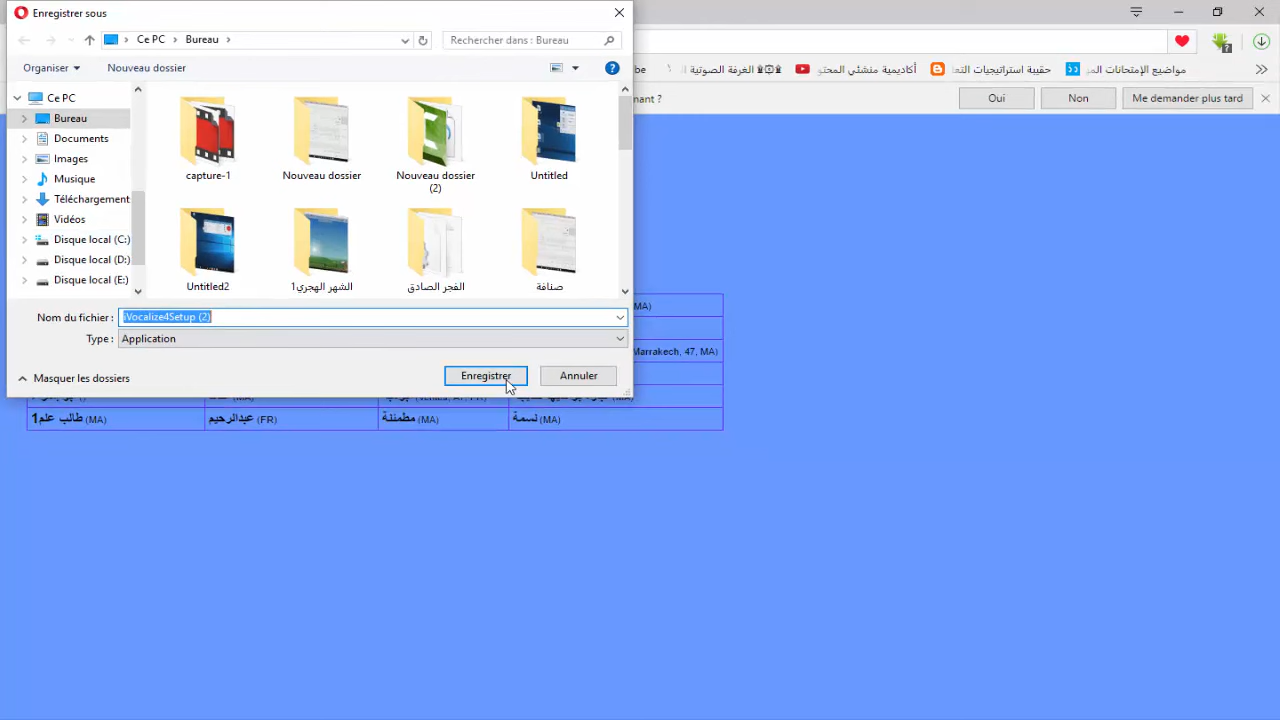 Enregistrer sous
Ce PC > Bureau >
Rechercher dans : Bureau
Organiser
Nouveau dossier
Ce PC
Bureau
Documents
Images
Musique
Téléchargement
Vidéos
Disque local (C:)
Disque local (D:)
Disque local (E:)
capture-1
Nouveau dossier
Nouveau dossier (2)
Untitled
Untitled2
الشهر الهجري1
الفجر الصادق
صنافة
Nom du fichier :
iVocalize4Setup (2)
Type :
Application
Masquer les dossiers
Enregistrer
Annuler
be
الغرفة الصوتية
أكاديمية منشئي المحتو
حقيبة استراتيجيات التعا
مواضيع الإمتحانات المو
nant ?
Oui
Non
Me demander plus tard
MA)
Marrakech, 47, MA)
طالب علم1 (MA)
عبدالرحيم (FR)
مطمئنة (MA)
نسمة (MA)